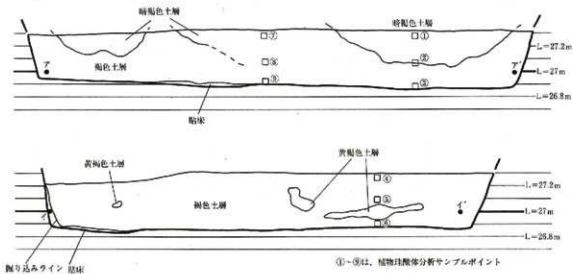 暗褐色土層
暗褐色土層
⑦
①
L=27.2m
褐色土層
⑧
②
ア
ア′
L=27m
⑨
③
L=26.8m
貼床
黄褐色土層
黄褐色土層
④
L=27.2m
褐色土層
⑤
イ
イ′
L=27m
⑥
L=26.8m
掘り込みライン
貼床
①~⑨は、植物珪酸体分析サンプルポイント